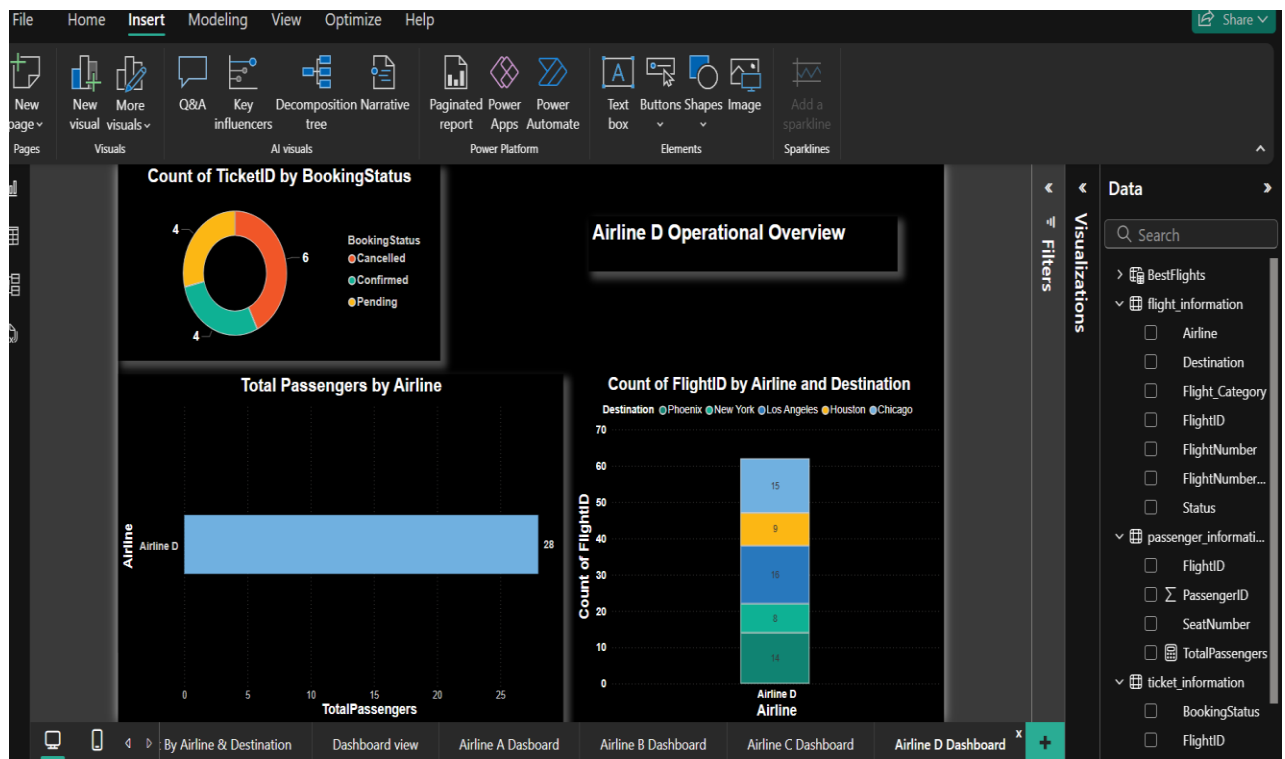 File Home Insert Modeling View Optimize Help
Share
New page
New visual
More visuals
Q&A
Key influencers
Decomposition tree
Narrative
Paginated report
Power Apps
Power Automate
Text box
Buttons
Shapes
Image
Add a sparkline
Pages
Visuals
AI visuals
Power Platform
Elements
Sparklines
Count of TicketID by BookingStatus
4
6
4
BookingStatus
Cancelled
Confirmed
Pending
Airline D Operational Overview
Total Passengers by Airline
Airline
Airline D
28
0 5 10 15 20 25
TotalPassengers
Count of FlightID by Airline and Destination
Destination Phoenix New York Los Angeles Houston Chicago
Count of FlightID
70
60
50
40
30
20
10
0
15
9
16
8
14
Airline D
Airline
Filters
Visualizations
Data
Search
BestFlights
flight_information
Airline
Destination
Flight_Category
FlightID
FlightNumber
FlightNumber...
Status
passenger_informati...
FlightID
PassengerID
SeatNumber
TotalPassengers
ticket_information
BookingStatus
FlightID
By Airline & Destination
Dashboard view
Airline A Dasboard
Airline B Dashboard
Airline C Dashboard
Airline D Dashboard
x
+